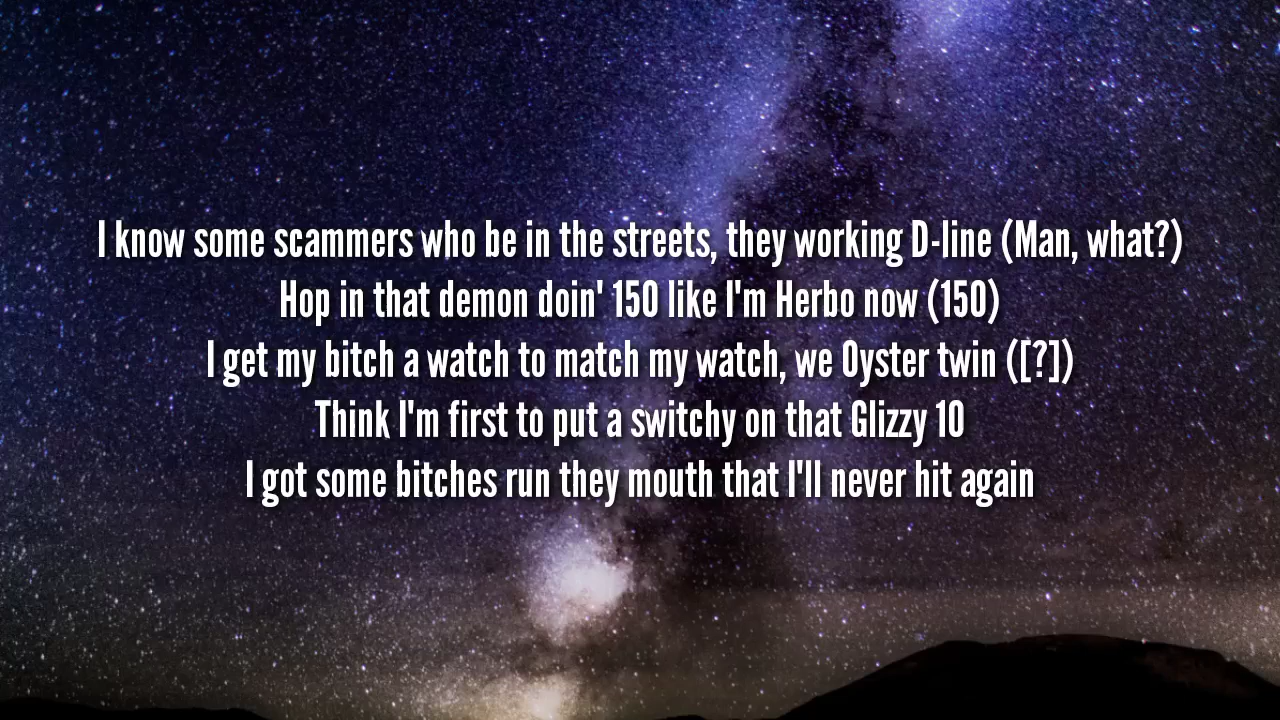 I know some scammers who be in the streets, they working D-line (Man, what?)
Hop in that demon doin' 150 like I'm Herbo now (150)
I get my bitch a watch to match my watch, we Oyster twin ([?])
Think I'm first to put a switchy on that Glizzy 10
I got some bitches run they mouth that I'll never hit again